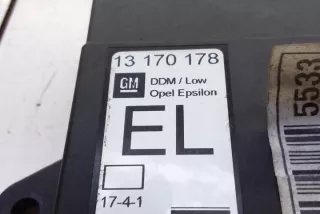 13 170 178
GM
DDM / Low
Opel Epsilon
EL
17-4-1
5533